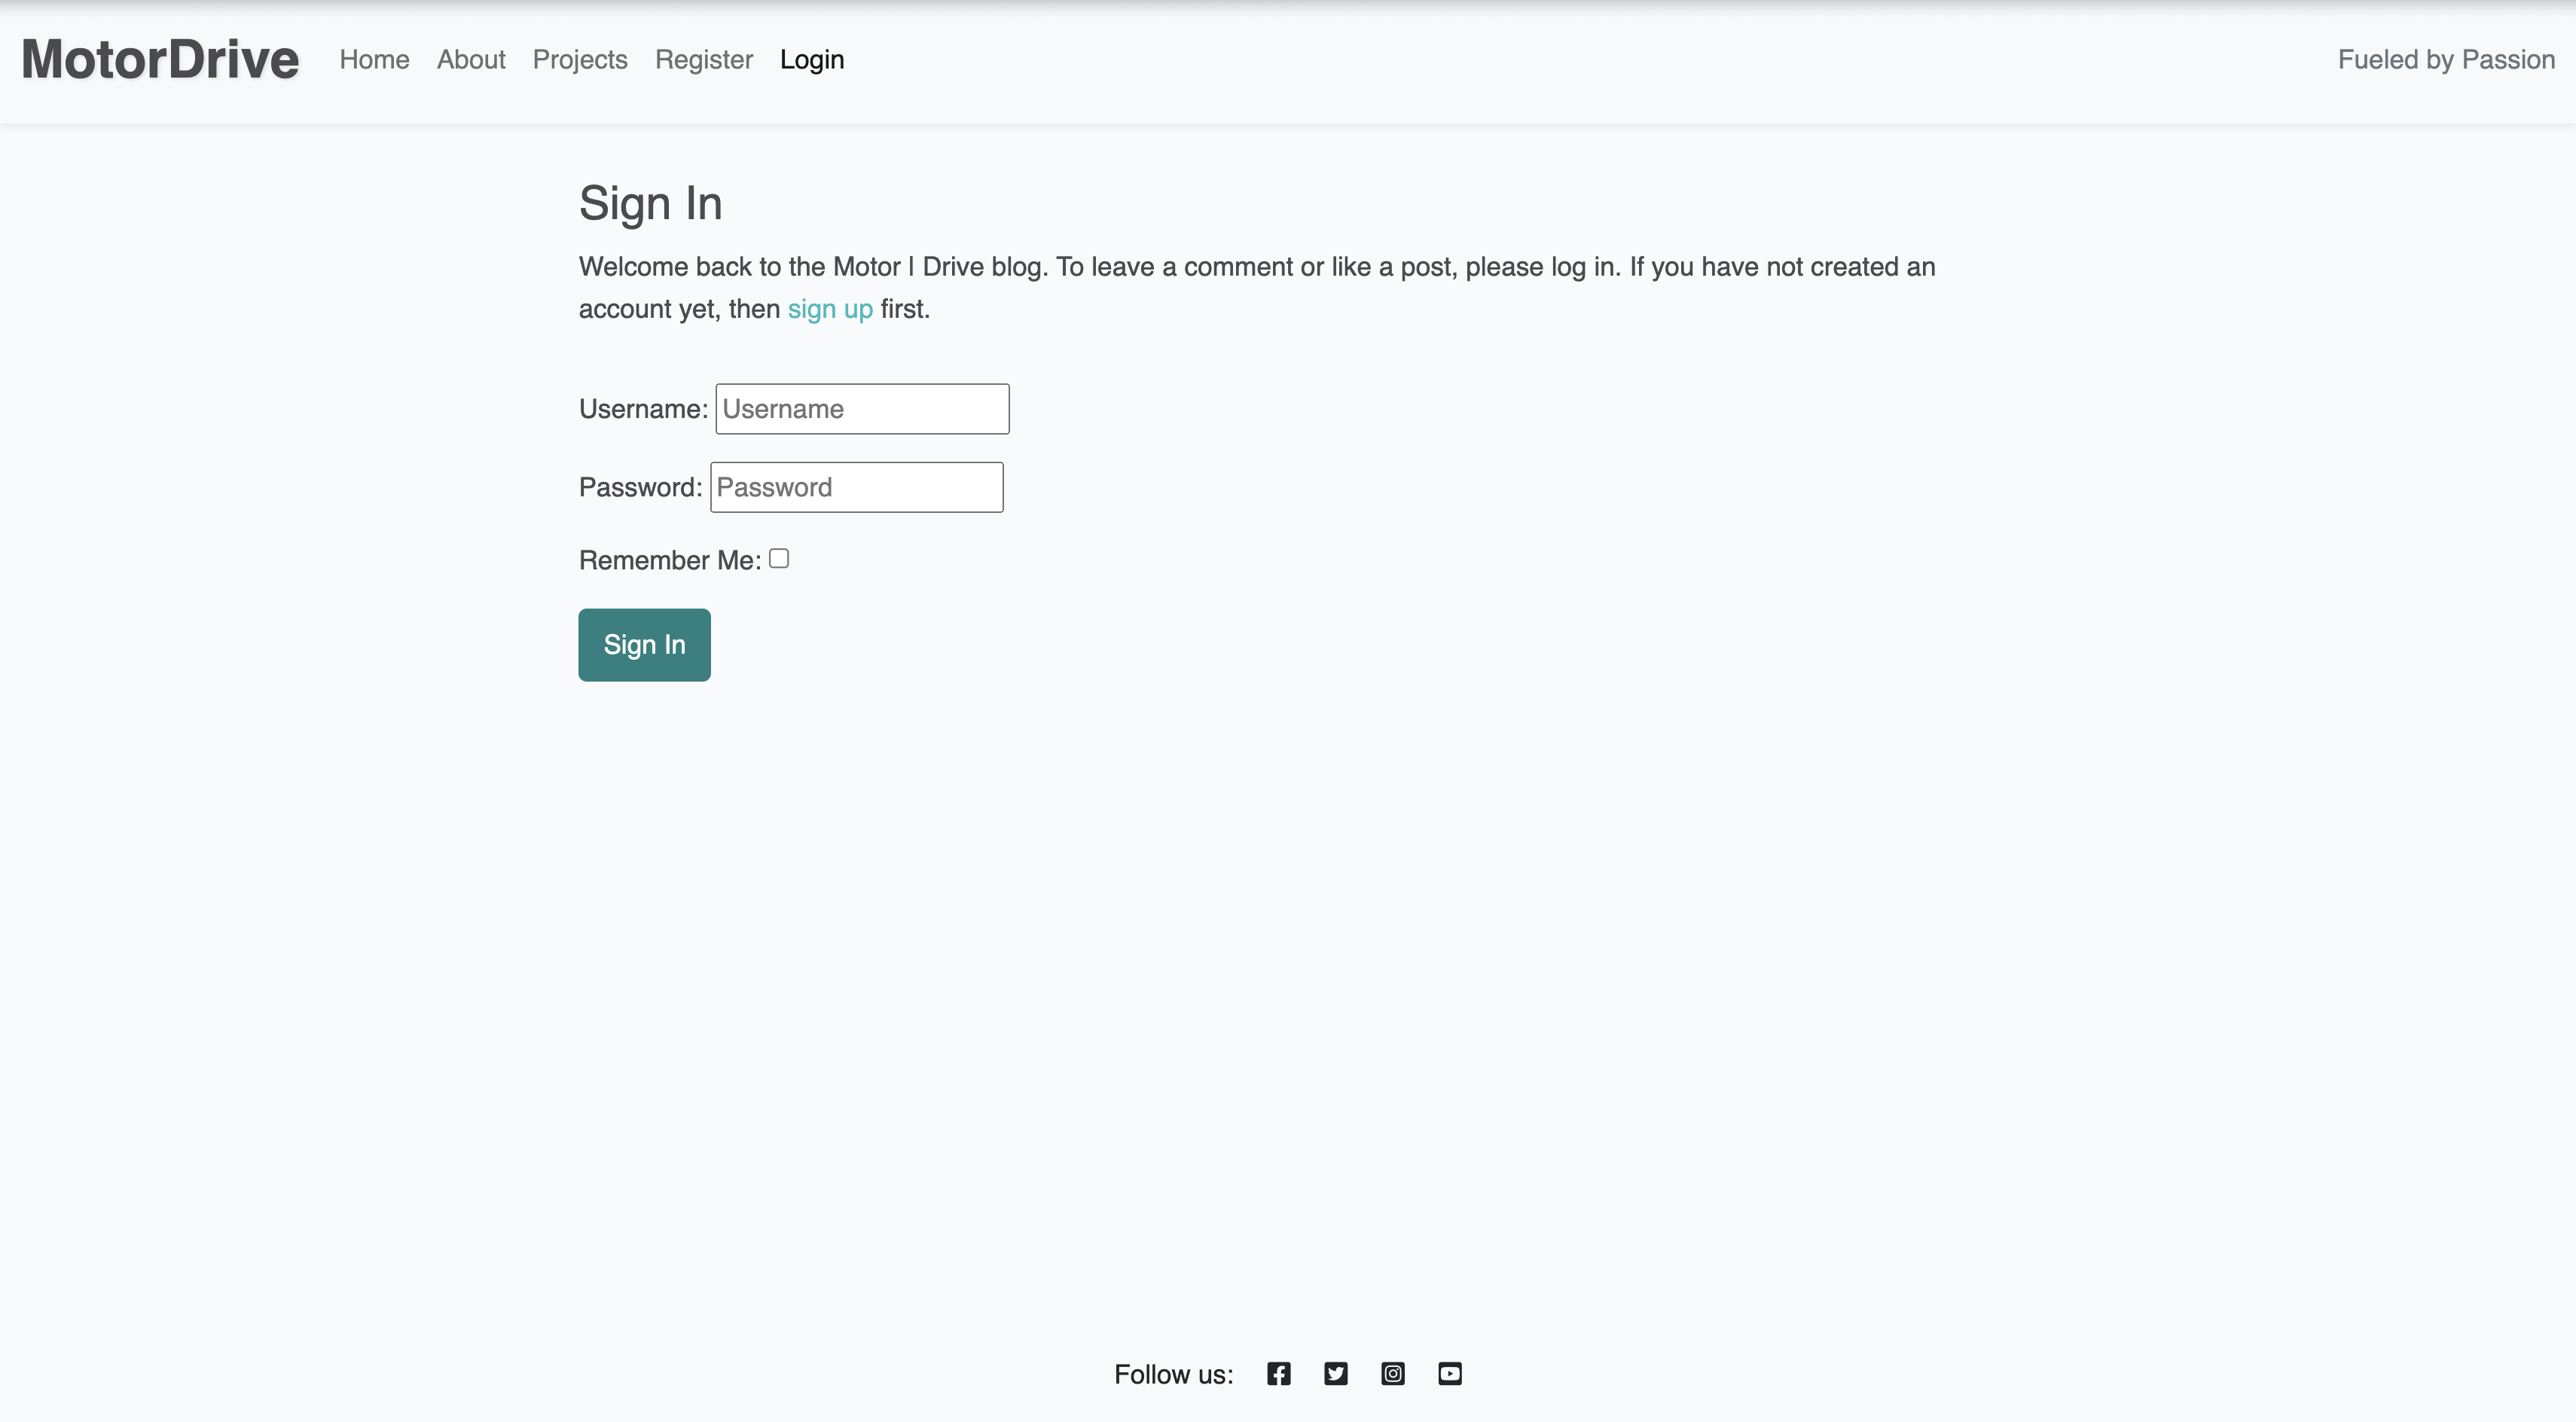 MotorDrive Home About Projects Register Login Fueled by Passion
Sign In
Welcome back to the Motor | Drive blog. To leave a comment or like a post, please log in. If you have not created an
account yet, then sign up first.
Username: Username
Password: Password
Remember Me:
Sign In
Follow us: